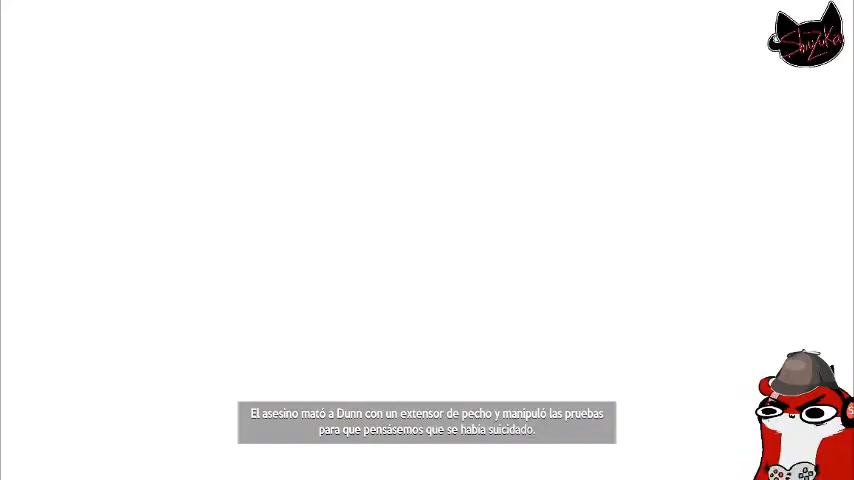 Shizuka
El asesino mató a Dunn con un extensor de pecho y manipuló las pruebas
para que pensásemos que se había suicidado.